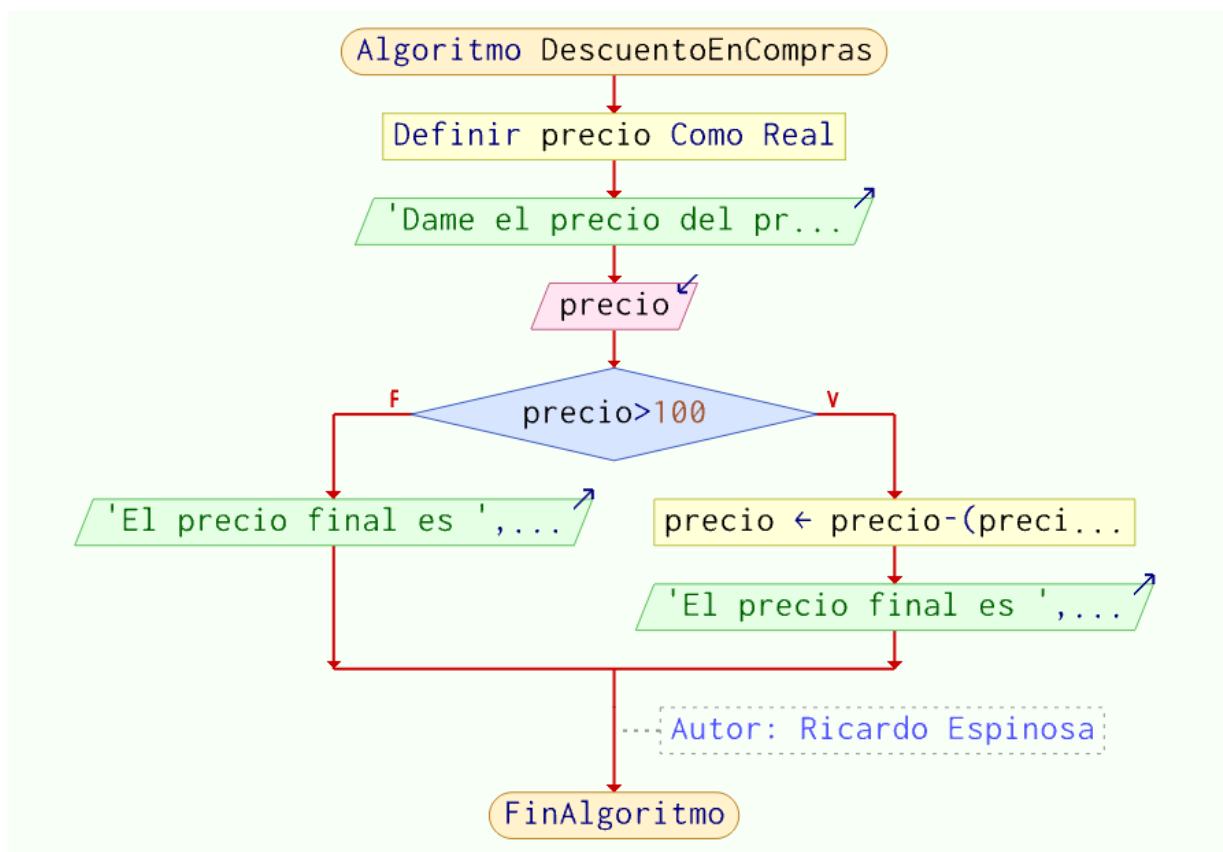 Algoritmo DescuentoEnCompras
Definir precio Como Real
'Dame el precio del pr...
precio
precio>100
F
V
'El precio final es ',...
precio ← precio-(preci...
'El precio final es ',...
Autor: Ricardo Espinosa
FinAlgoritmo